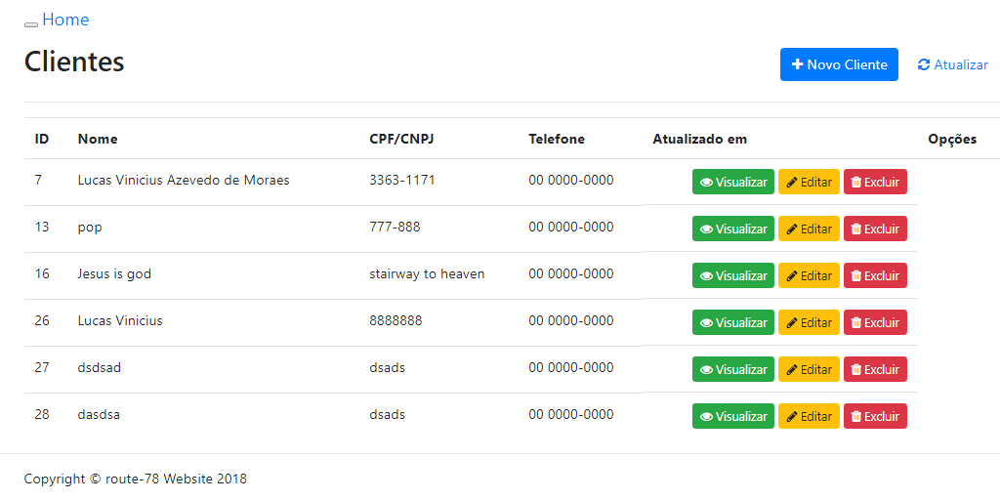 Home
Clientes
Novo Cliente Atualizar
ID Nome CPF/CNPJ Telefone Atualizado em Opções
7 Lucas Vinicius Azevedo de Moraes 3363-1171 00 0000-0000 Visualizar Editar Excluir
13 pop 777-888 00 0000-0000 Visualizar Editar Excluir
16 Jesus is god stairway to heaven 00 0000-0000 Visualizar Editar Excluir
26 Lucas Vinicius 8888888 00 0000-0000 Visualizar Editar Excluir
27 dsdsad dsads 00 0000-0000 Visualizar Editar Excluir
28 dasdsa dsads 00 0000-0000 Visualizar Editar Excluir
Copyright © route-78 Website 2018